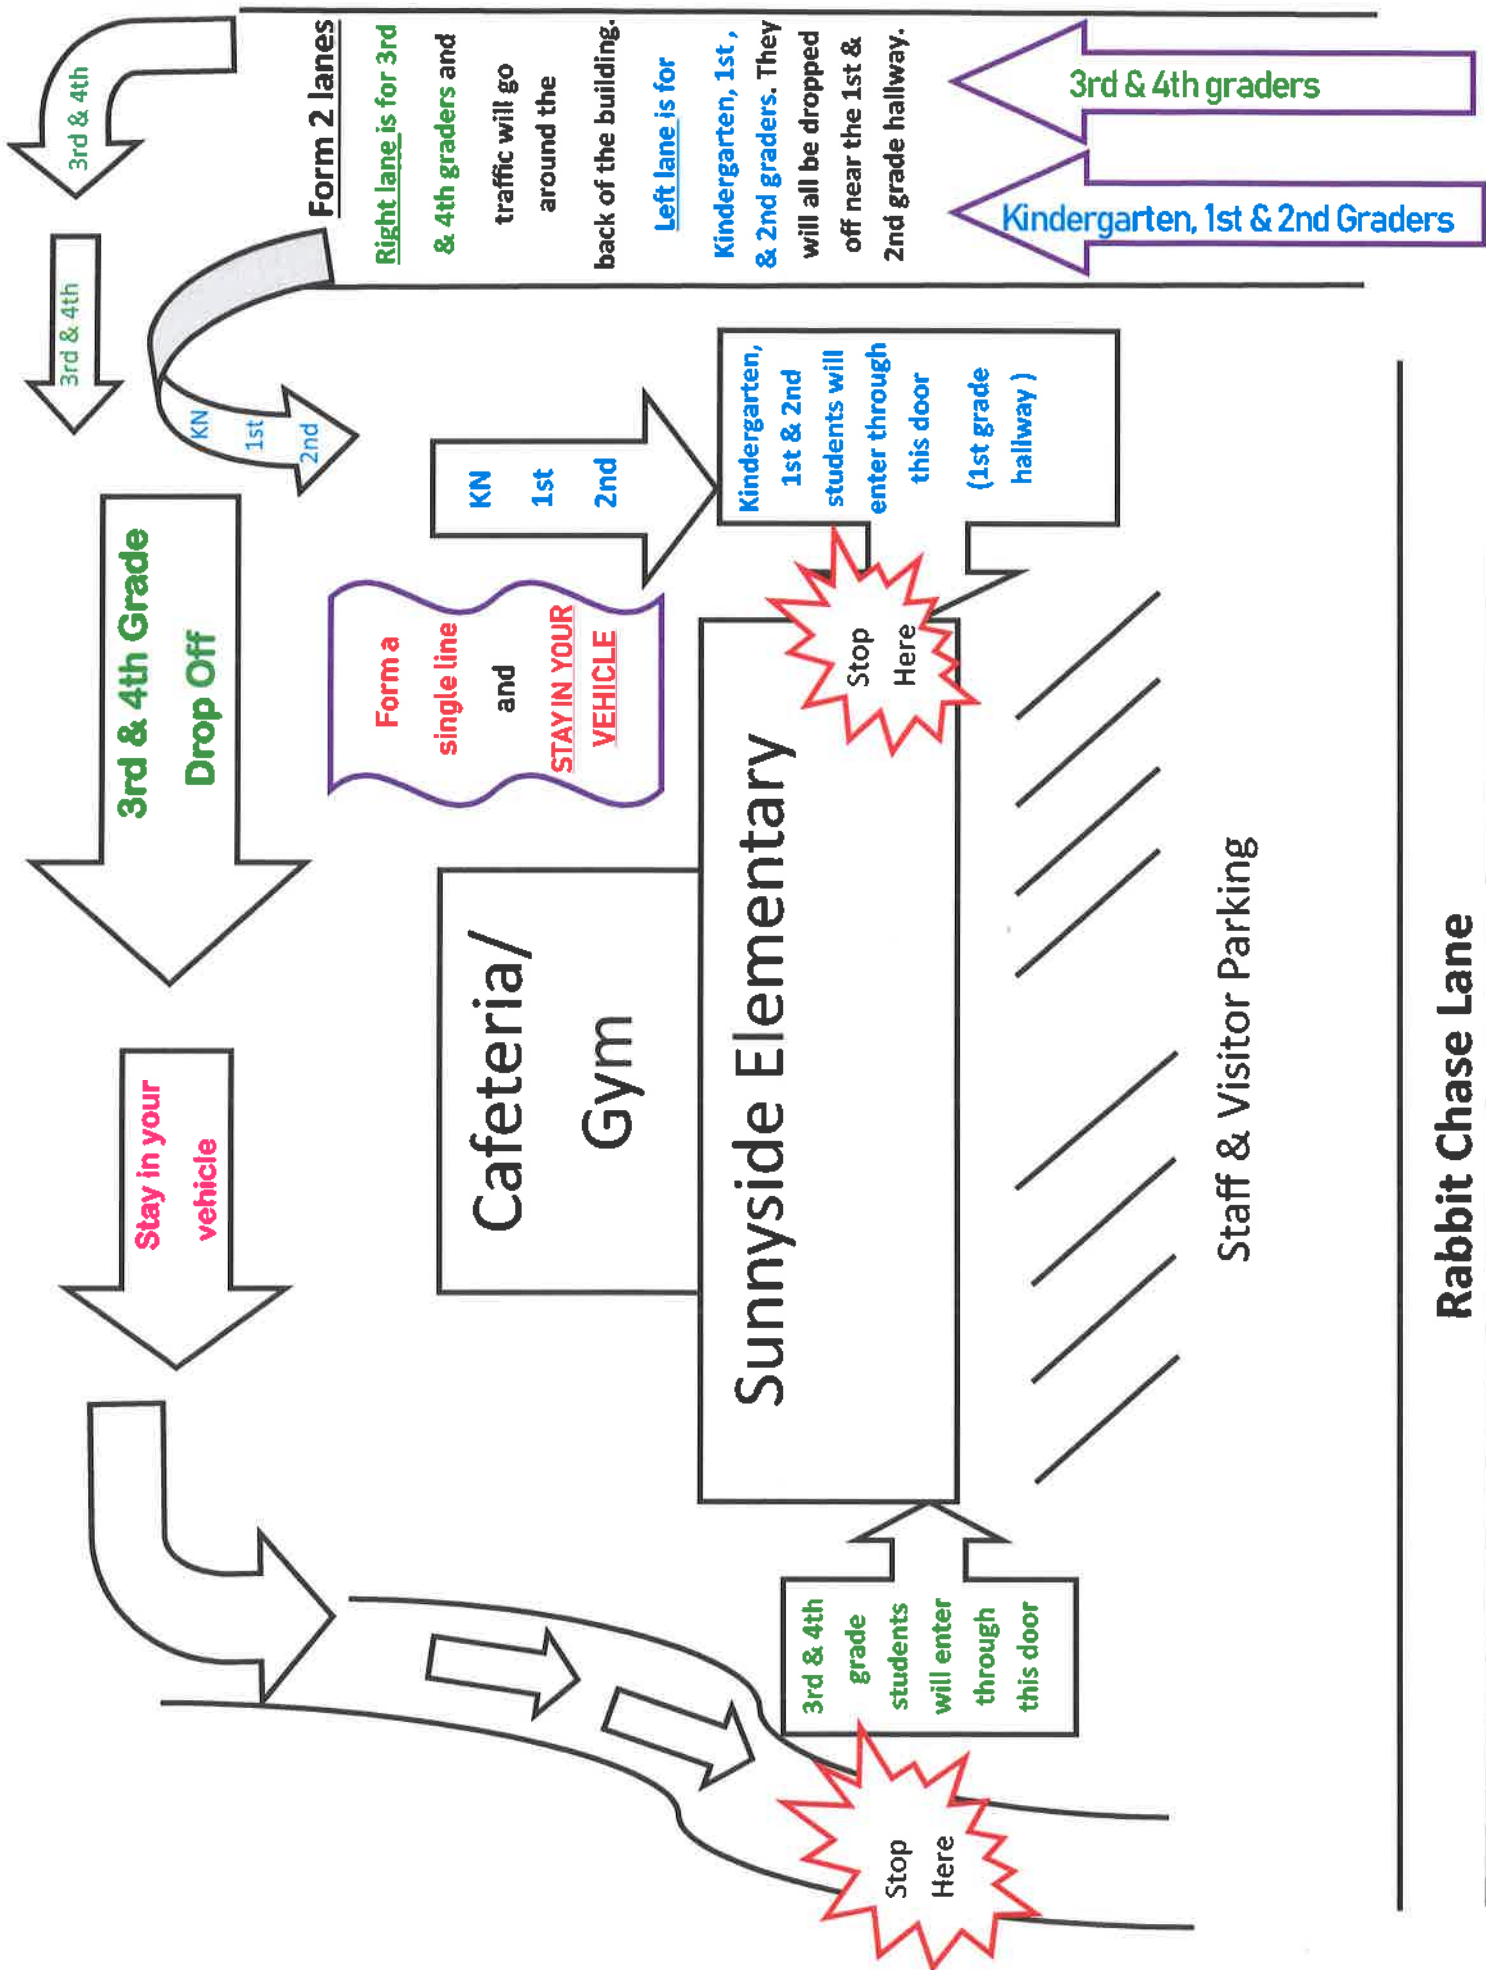 3rd & 4th
3rd & 4th
KN
1st
2nd
Form 2 lanes
Right lane is for 3rd
& 4th graders and
traffic will go
around the
back of the building.
Left lane is for
Kindergarten, 1st ,
& 2nd graders. They
will all be dropped
off near the 1st &
2nd grade hallway.
3rd & 4th graders
Kindergarten, 1st & 2nd Graders
3rd & 4th Grade
Drop Off
Stay in your
vehicle
Form a
single line
and
STAY IN YOUR
VEHICLE
KN
1st
2nd
Kindergarten,
1st & 2nd
students will
enter through
this door
(1st grade
hallway )
Stop
Here
Cafeteria/
Gym
Sunnyside Elementary
3rd & 4th
grade
students
will enter
through
this door
Stop
Here
Staff & Visitor Parking
Rabbit Chase Lane